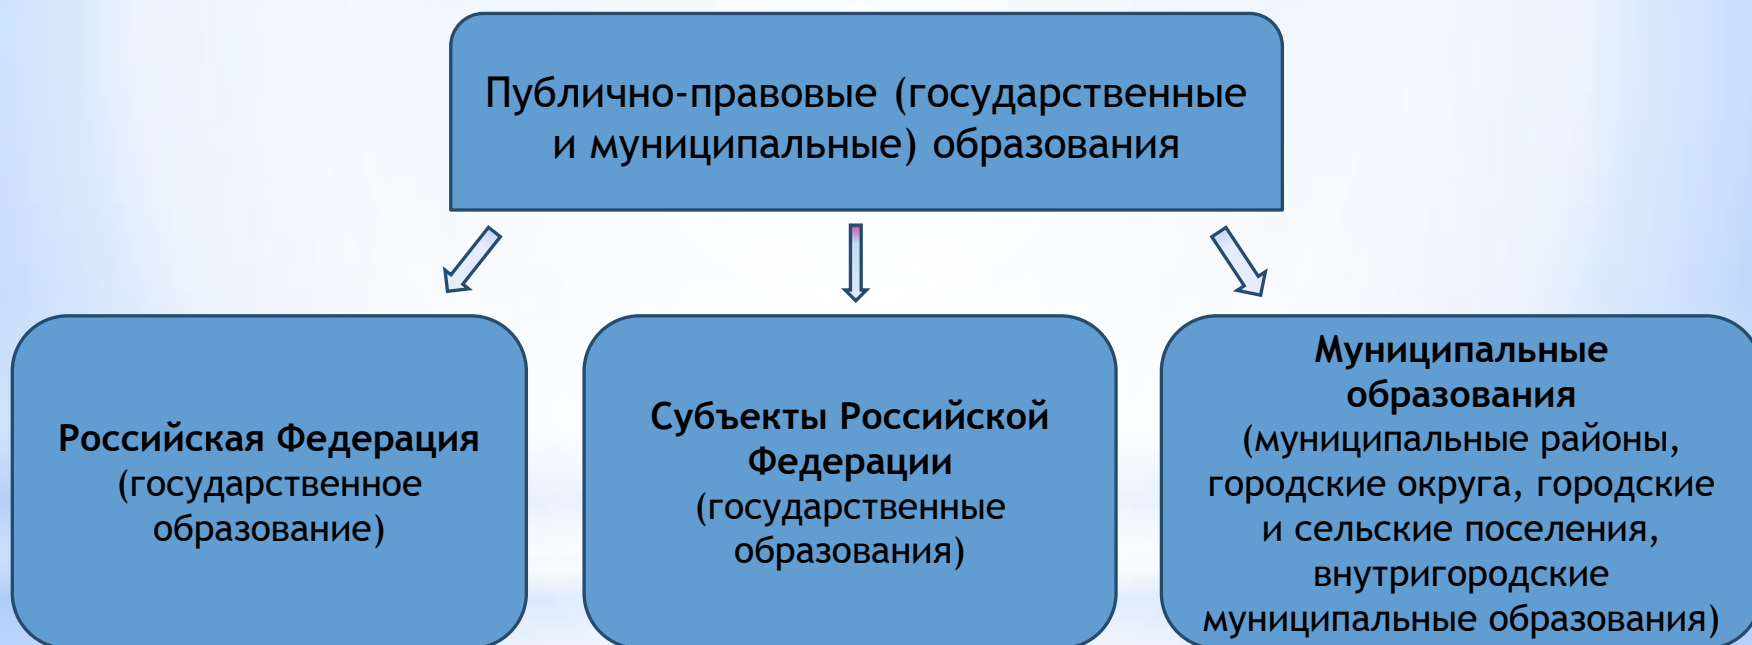 Публично-правовые (государственные
и муниципальные) образования
Российская Федерация
(государственное
образование)
Субъекты Российской
Федерации
(государственные
образования)
Муниципальные
образования
(муниципальные районы,
городские округа, городские
и сельские поселения,
внутригородские
муниципальные образования)